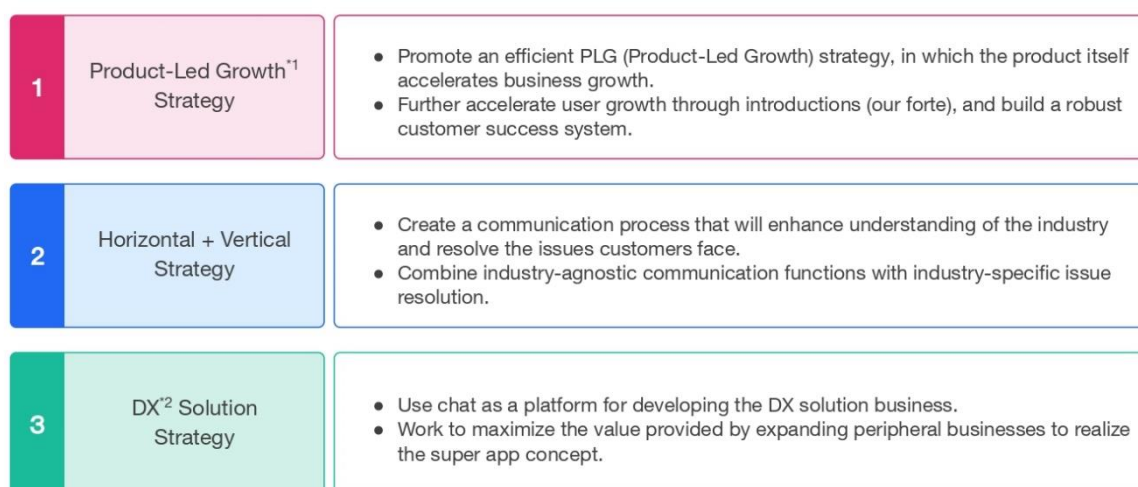 1
Product-Led Growth*1
Strategy
● Promote an efficient PLG (Product-Led Growth) strategy, in which the product itself
accelerates business growth.
● Further accelerate user growth through introductions (our forte), and build a robust
customer success system.
2
Horizontal + Vertical
Strategy
● Create a communication process that will enhance understanding of the industry
and resolve the issues customers face.
● Combine industry-agnostic communication functions with industry-specific issue
resolution.
3
DX*2 Solution
Strategy
● Use chat as a platform for developing the DX solution business.
● Work to maximize the value provided by expanding peripheral businesses to realize
the super app concept.